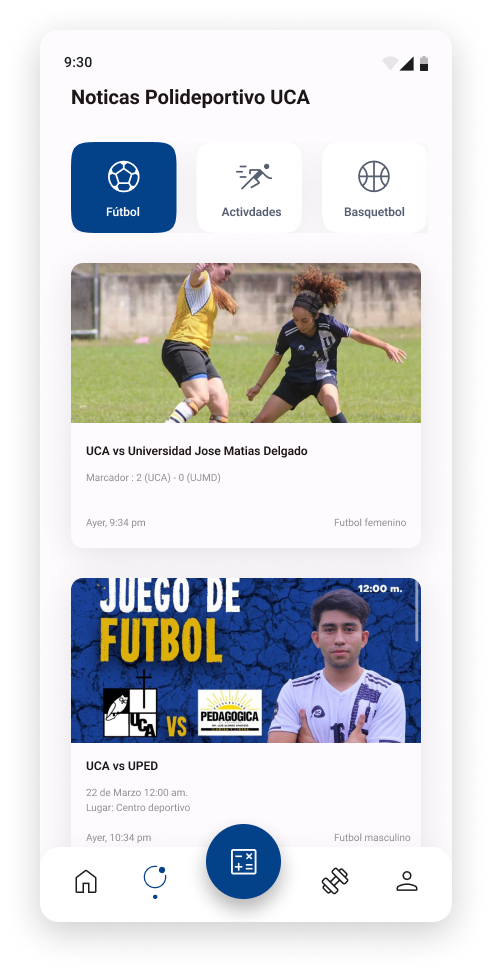 9:30
Noticas Polideportivo UCA
Fútbol
Activdades
Basquetbol
UCA vs Universidad Jose Matias Delgado
Marcador : 2 (UCA) - 0 (UJMD)
Ayer, 9:34 pm
Futbol femenino
12:00 m.
JUEGO DE
FUTBOL
UCA
VS
PEDAGOGICA
UCA vs UPED
22 de Marzo 12:00 am.
Lugar: Centro deportivo
Ayer, 10:34 pm
Futbol masculino